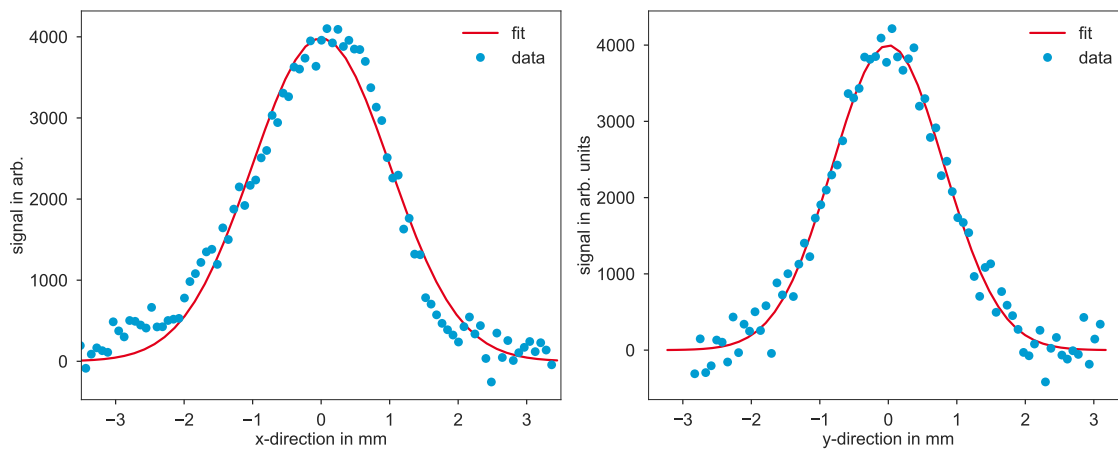 fit
data
4000
3000
2000
1000
0
signal in arb.
−3 −2 −1 0 1 2 3
x-direction in mm
fit
data
4000
3000
2000
1000
0
signal in arb. units
−3 −2 −1 0 1 2 3
y-direction in mm